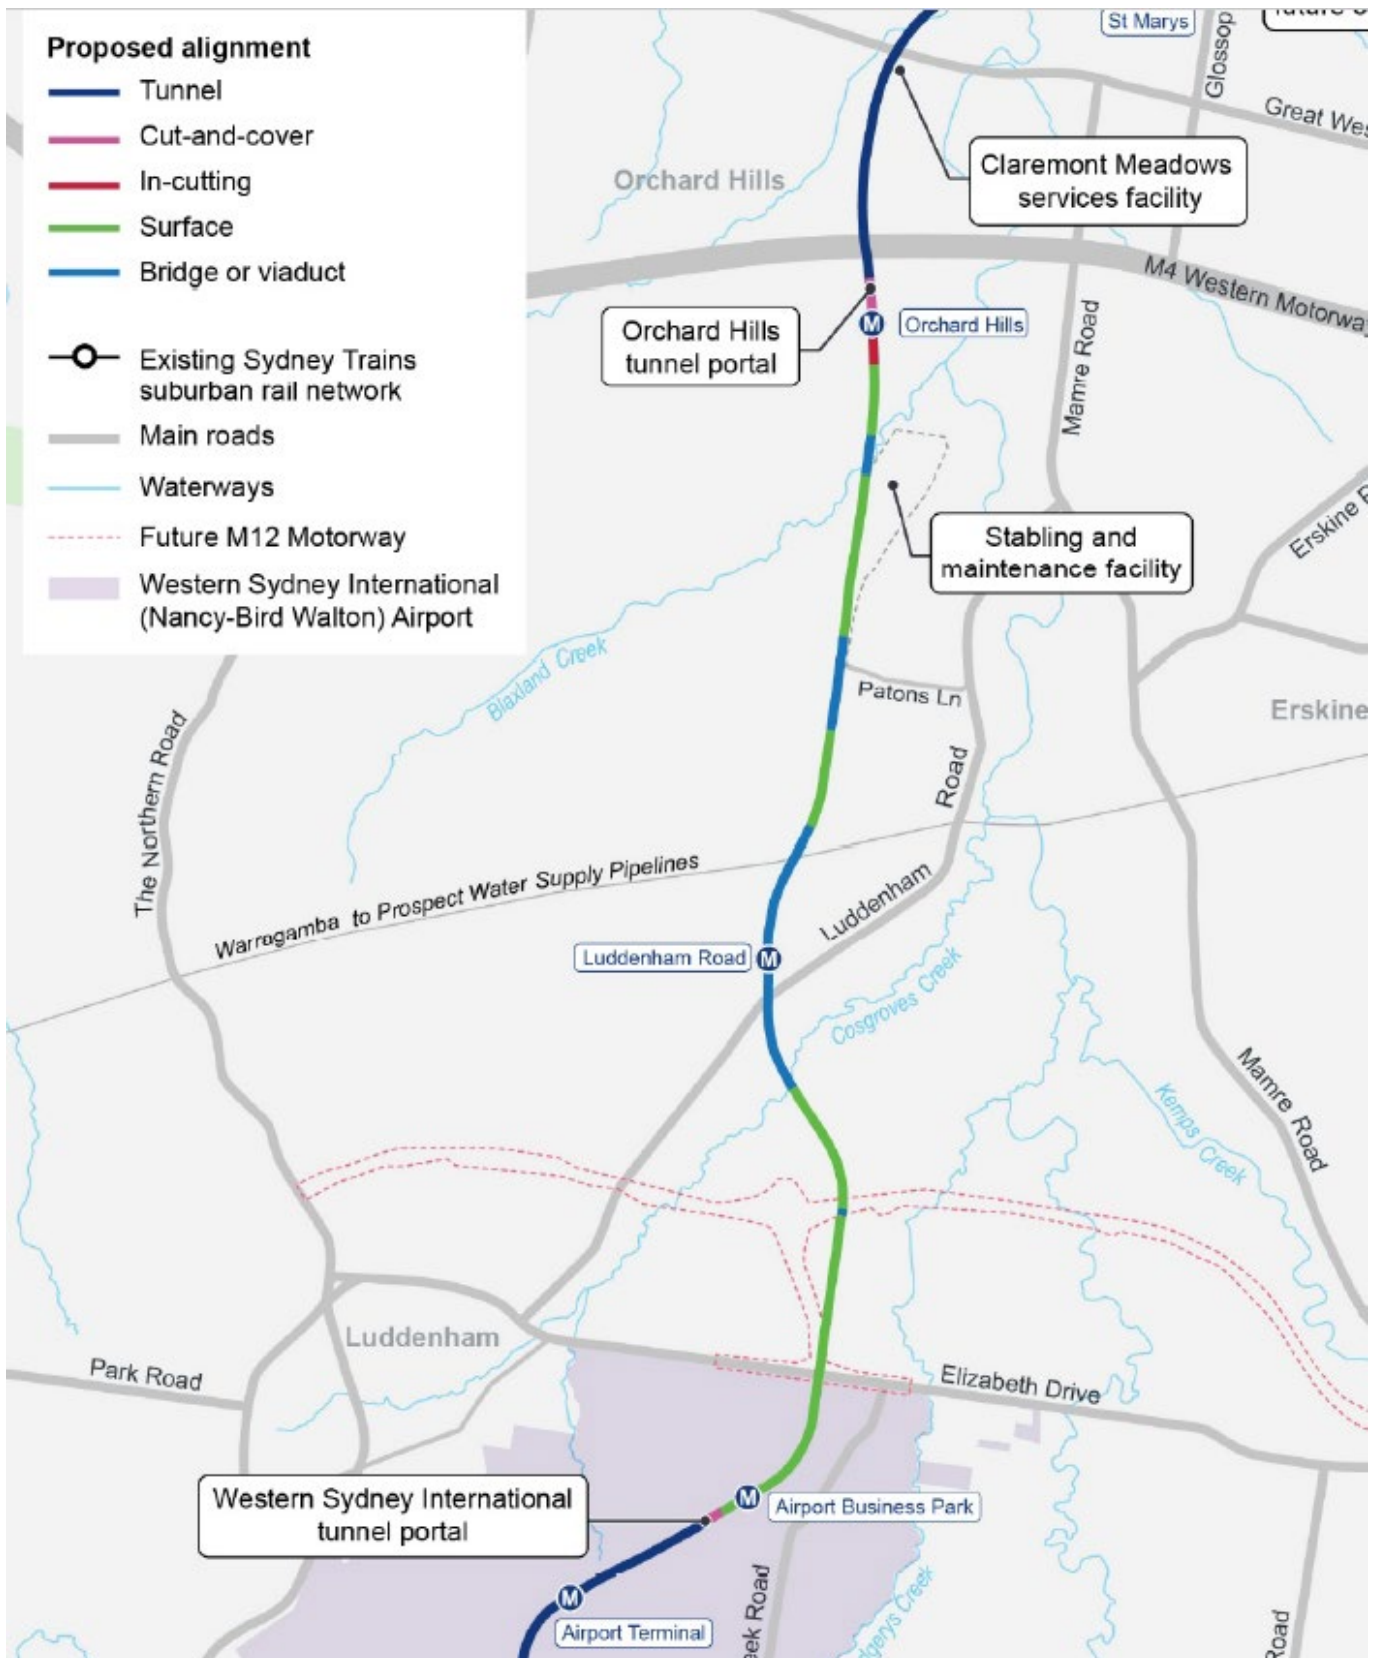 Proposed alignment
Tunnel
Cut-and-cover
In-cutting
Surface
Bridge or viaduct
Existing Sydney Trains
suburban rail network
Main roads
Waterways
Future M12 Motorway
Western Sydney International
(Nancy-Bird Walton) Airport
St Marys
Glossop
Great Wes
Claremont Meadows
services facility
Orchard Hills
M4 Western Motorway
Orchard Hills
tunnel portal
M
Orchard Hills
Mamre Road
Stabling and
maintenance facility
Erskine
Blaxland Creek
Patons Ln
Erskine
The Northern Road
Luddenham Road
Warragamba to Prospect Water Supply Pipelines
Luddenham Road
M
Cosgroves Creek
Mamre Road
Kemps Creek
Luddenham
Park Road
Elizabeth Drive
Western Sydney International
tunnel portal
M
Airport Business Park
M
Airport Terminal
eek Road
dgerys Creek
Road